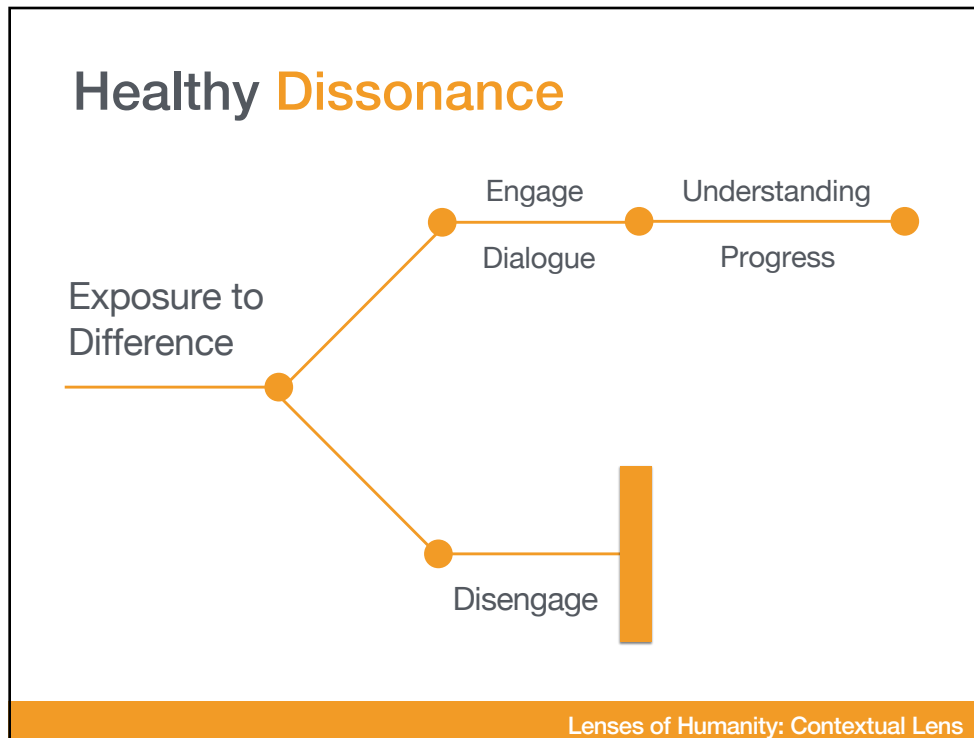 Healthy Dissonance
Engage
Dialogue
Understanding
Progress
Exposure to
Difference
Disengage
Lenses of Humanity: Contextual Lens